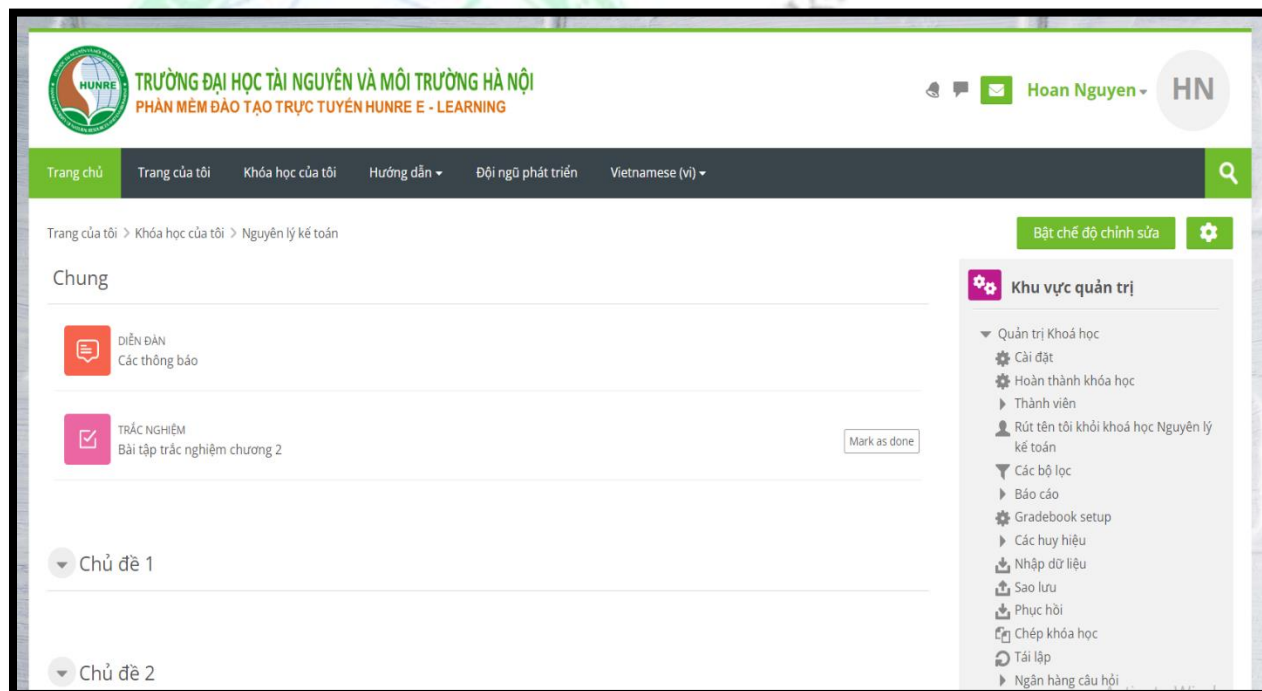 HUNRE
TRƯỜNG ĐẠI HỌC TÀI NGUYÊN VÀ MÔI TRƯỜNG HÀ NỘI
PHẦN MỀM ĐÀO TẠO TRỰC TUYẾN HUNRE E - LEARNING
Hoan Nguyen
HN
Trang chủ Trang của tôi Khóa học của tôi Hướng dẫn Đội ngũ phát triển Vietnamese (vi)
Trang của tôi > Khóa học của tôi > Nguyên lý kế toán
Bật chế độ chỉnh sửa
Chung
DIỄN ĐÀN
Các thông báo
TRẮC NGHIỆM
Bài tập trắc nghiệm chương 2
Mark as done
Chủ đề 1
Chủ đề 2
Khu vực quản trị
Quản trị Khoá học
Cài đặt
Hoàn thành khóa học
Thành viên
Rút tên tôi khỏi khoá học Nguyên lý
kế toán
Các bộ lọc
Báo cáo
Gradebook setup
Các huy hiệu
Nhập dữ liệu
Sao lưu
Phục hồi
Chép khóa học
Tái lập
Ngân hàng câu hỏi